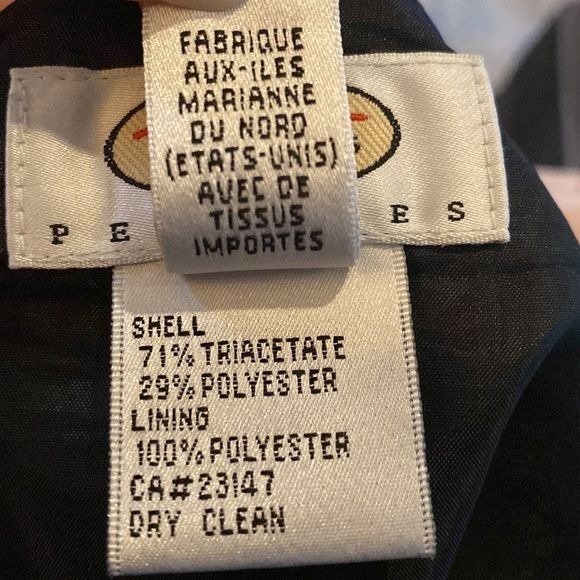 FABRIQUE
AUX-ILES
MARIANNE
DU NORD
(ETATS-UNIS)
AVEC DE
TISSUS
IMPORTES
SHELL
71% TRIACETATE
29% POLYESTER
LINING
100% POLYESTER
CA#23147
DRY CLEAN